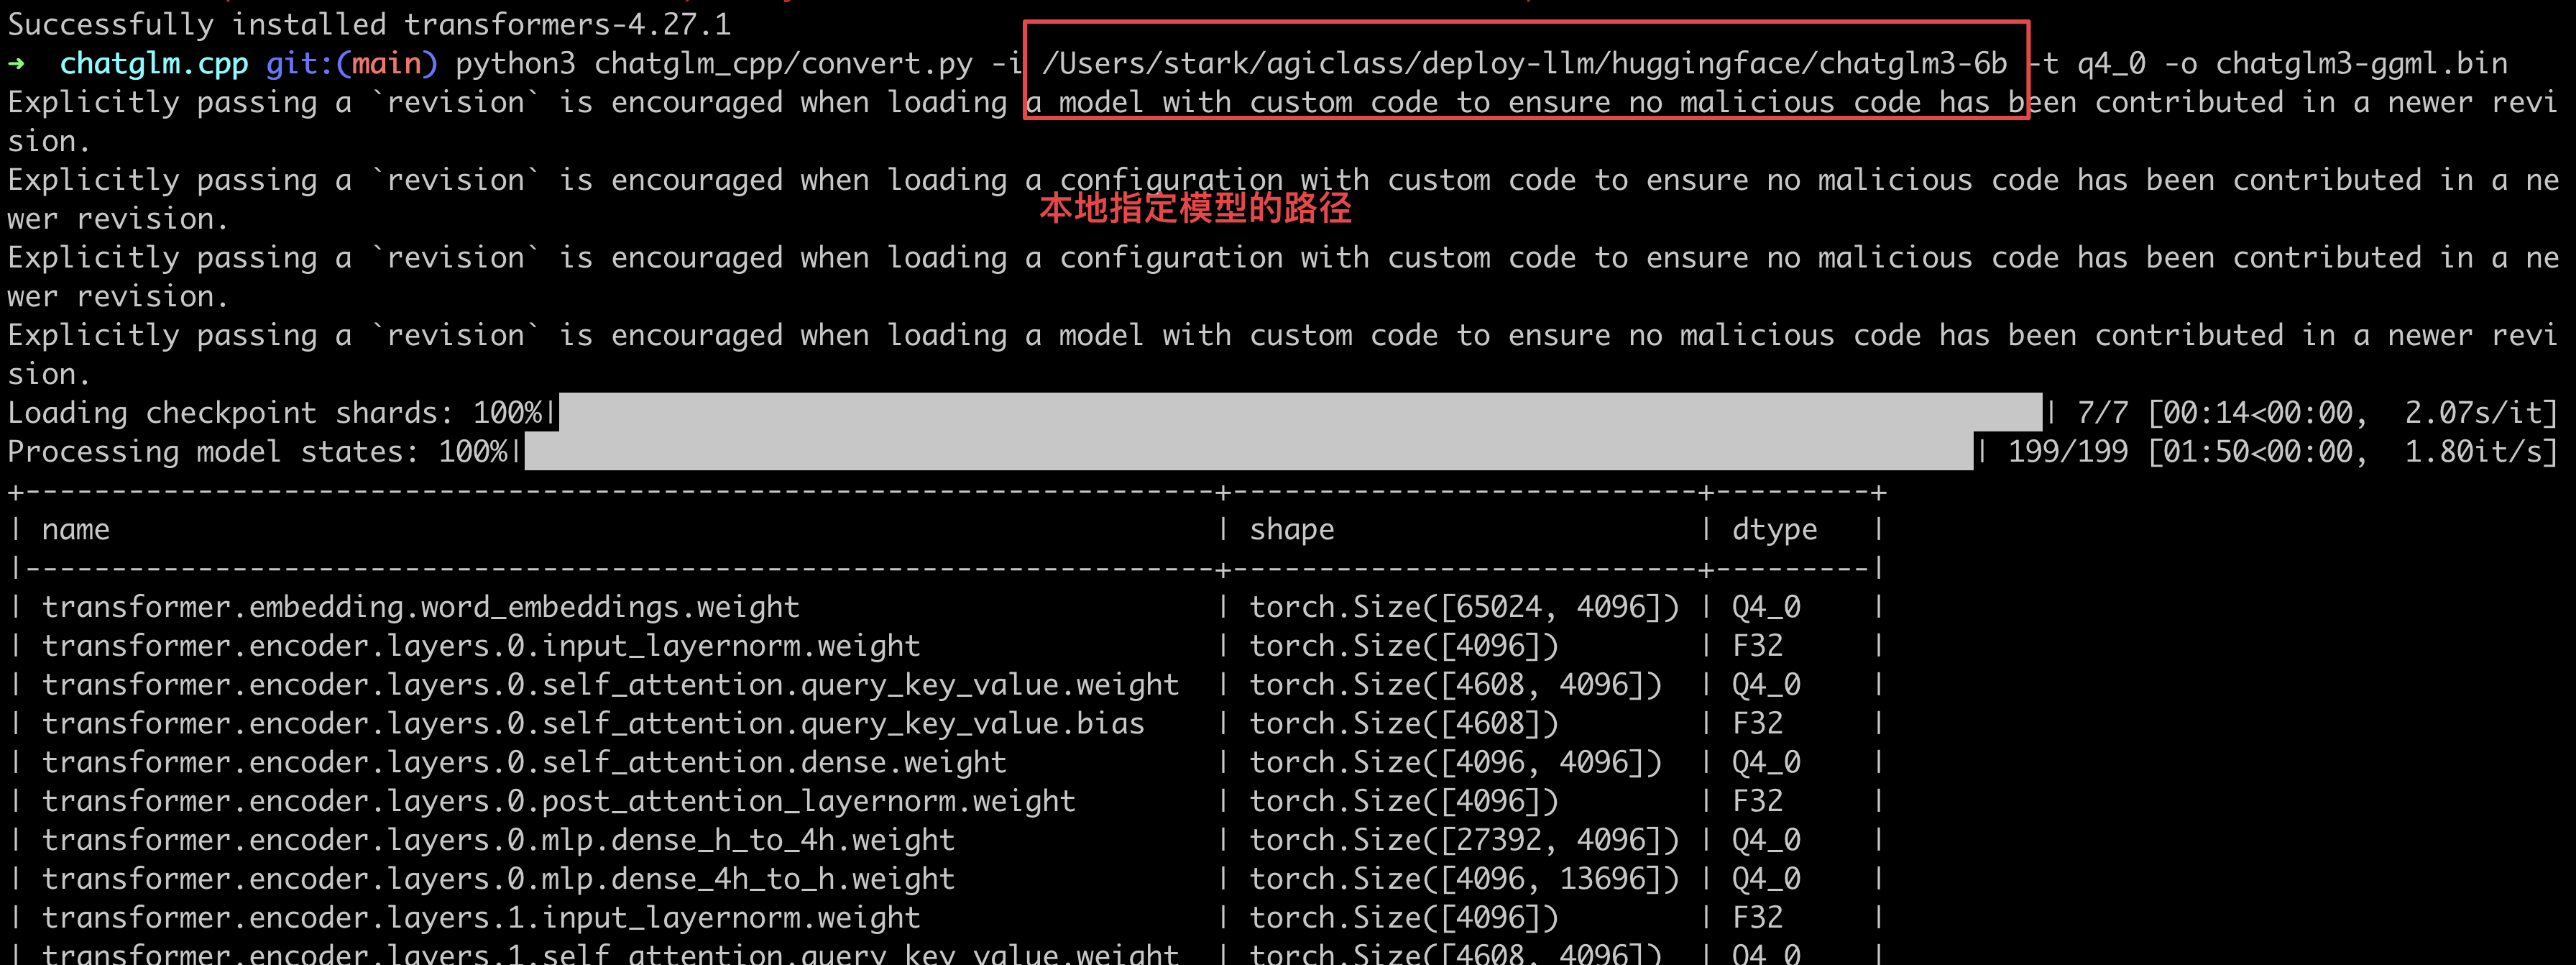 Successfully installed transformers-4.27.1
➜  chatglm.cpp git:(main) python3 chatglm_cpp/convert.py -i /Users/stark/agiclass/deploy-llm/huggingface/chatglm3-6b -t q4_0 -o chatglm3-ggml.bin
Explicitly passing a `revision` is encouraged when loading a model with custom code to ensure no malicious code has been contributed in a newer revi
sion.
Explicitly passing a `revision` is encouraged when loading a configuration with custom code to ensure no malicious code has been contributed in a ne
本地指定模型的路径
wer revision.
Explicitly passing a `revision` is encouraged when loading a configuration with custom code to ensure no malicious code has been contributed in a ne
wer revision.
Explicitly passing a `revision` is encouraged when loading a model with custom code to ensure no malicious code has been contributed in a newer revi
sion.
Loading checkpoint shards: 100%| | 7/7 [00:14<00:00,  2.07s/it]
Processing model states: 100%| | 199/199 [01:50<00:00,  1.80it/s]
+---------------------------------------------------------------------+---------------------------+---------+
| name | shape | dtype |
|---------------------------------------------------------------------+---------------------------+---------|
| transformer.embedding.word_embeddings.weight | torch.Size([65024, 4096]) | Q4_0 |
| transformer.encoder.layers.0.input_layernorm.weight | torch.Size([4096]) | F32 |
| transformer.encoder.layers.0.self_attention.query_key_value.weight | torch.Size([4608, 4096]) | Q4_0 |
| transformer.encoder.layers.0.self_attention.query_key_value.bias | torch.Size([4608]) | F32 |
| transformer.encoder.layers.0.self_attention.dense.weight | torch.Size([4096, 4096]) | Q4_0 |
| transformer.encoder.layers.0.post_attention_layernorm.weight | torch.Size([4096]) | F32 |
| transformer.encoder.layers.0.mlp.dense_h_to_4h.weight | torch.Size([27392, 4096]) | Q4_0 |
| transformer.encoder.layers.0.mlp.dense_4h_to_h.weight | torch.Size([4096, 13696]) | Q4_0 |
| transformer.encoder.layers.1.input_layernorm.weight | torch.Size([4096]) | F32 |
| transformer.encoder.layers.1.self_attention.query_key_value.weight | torch.Size([4608, 4096]) | Q4_0 |